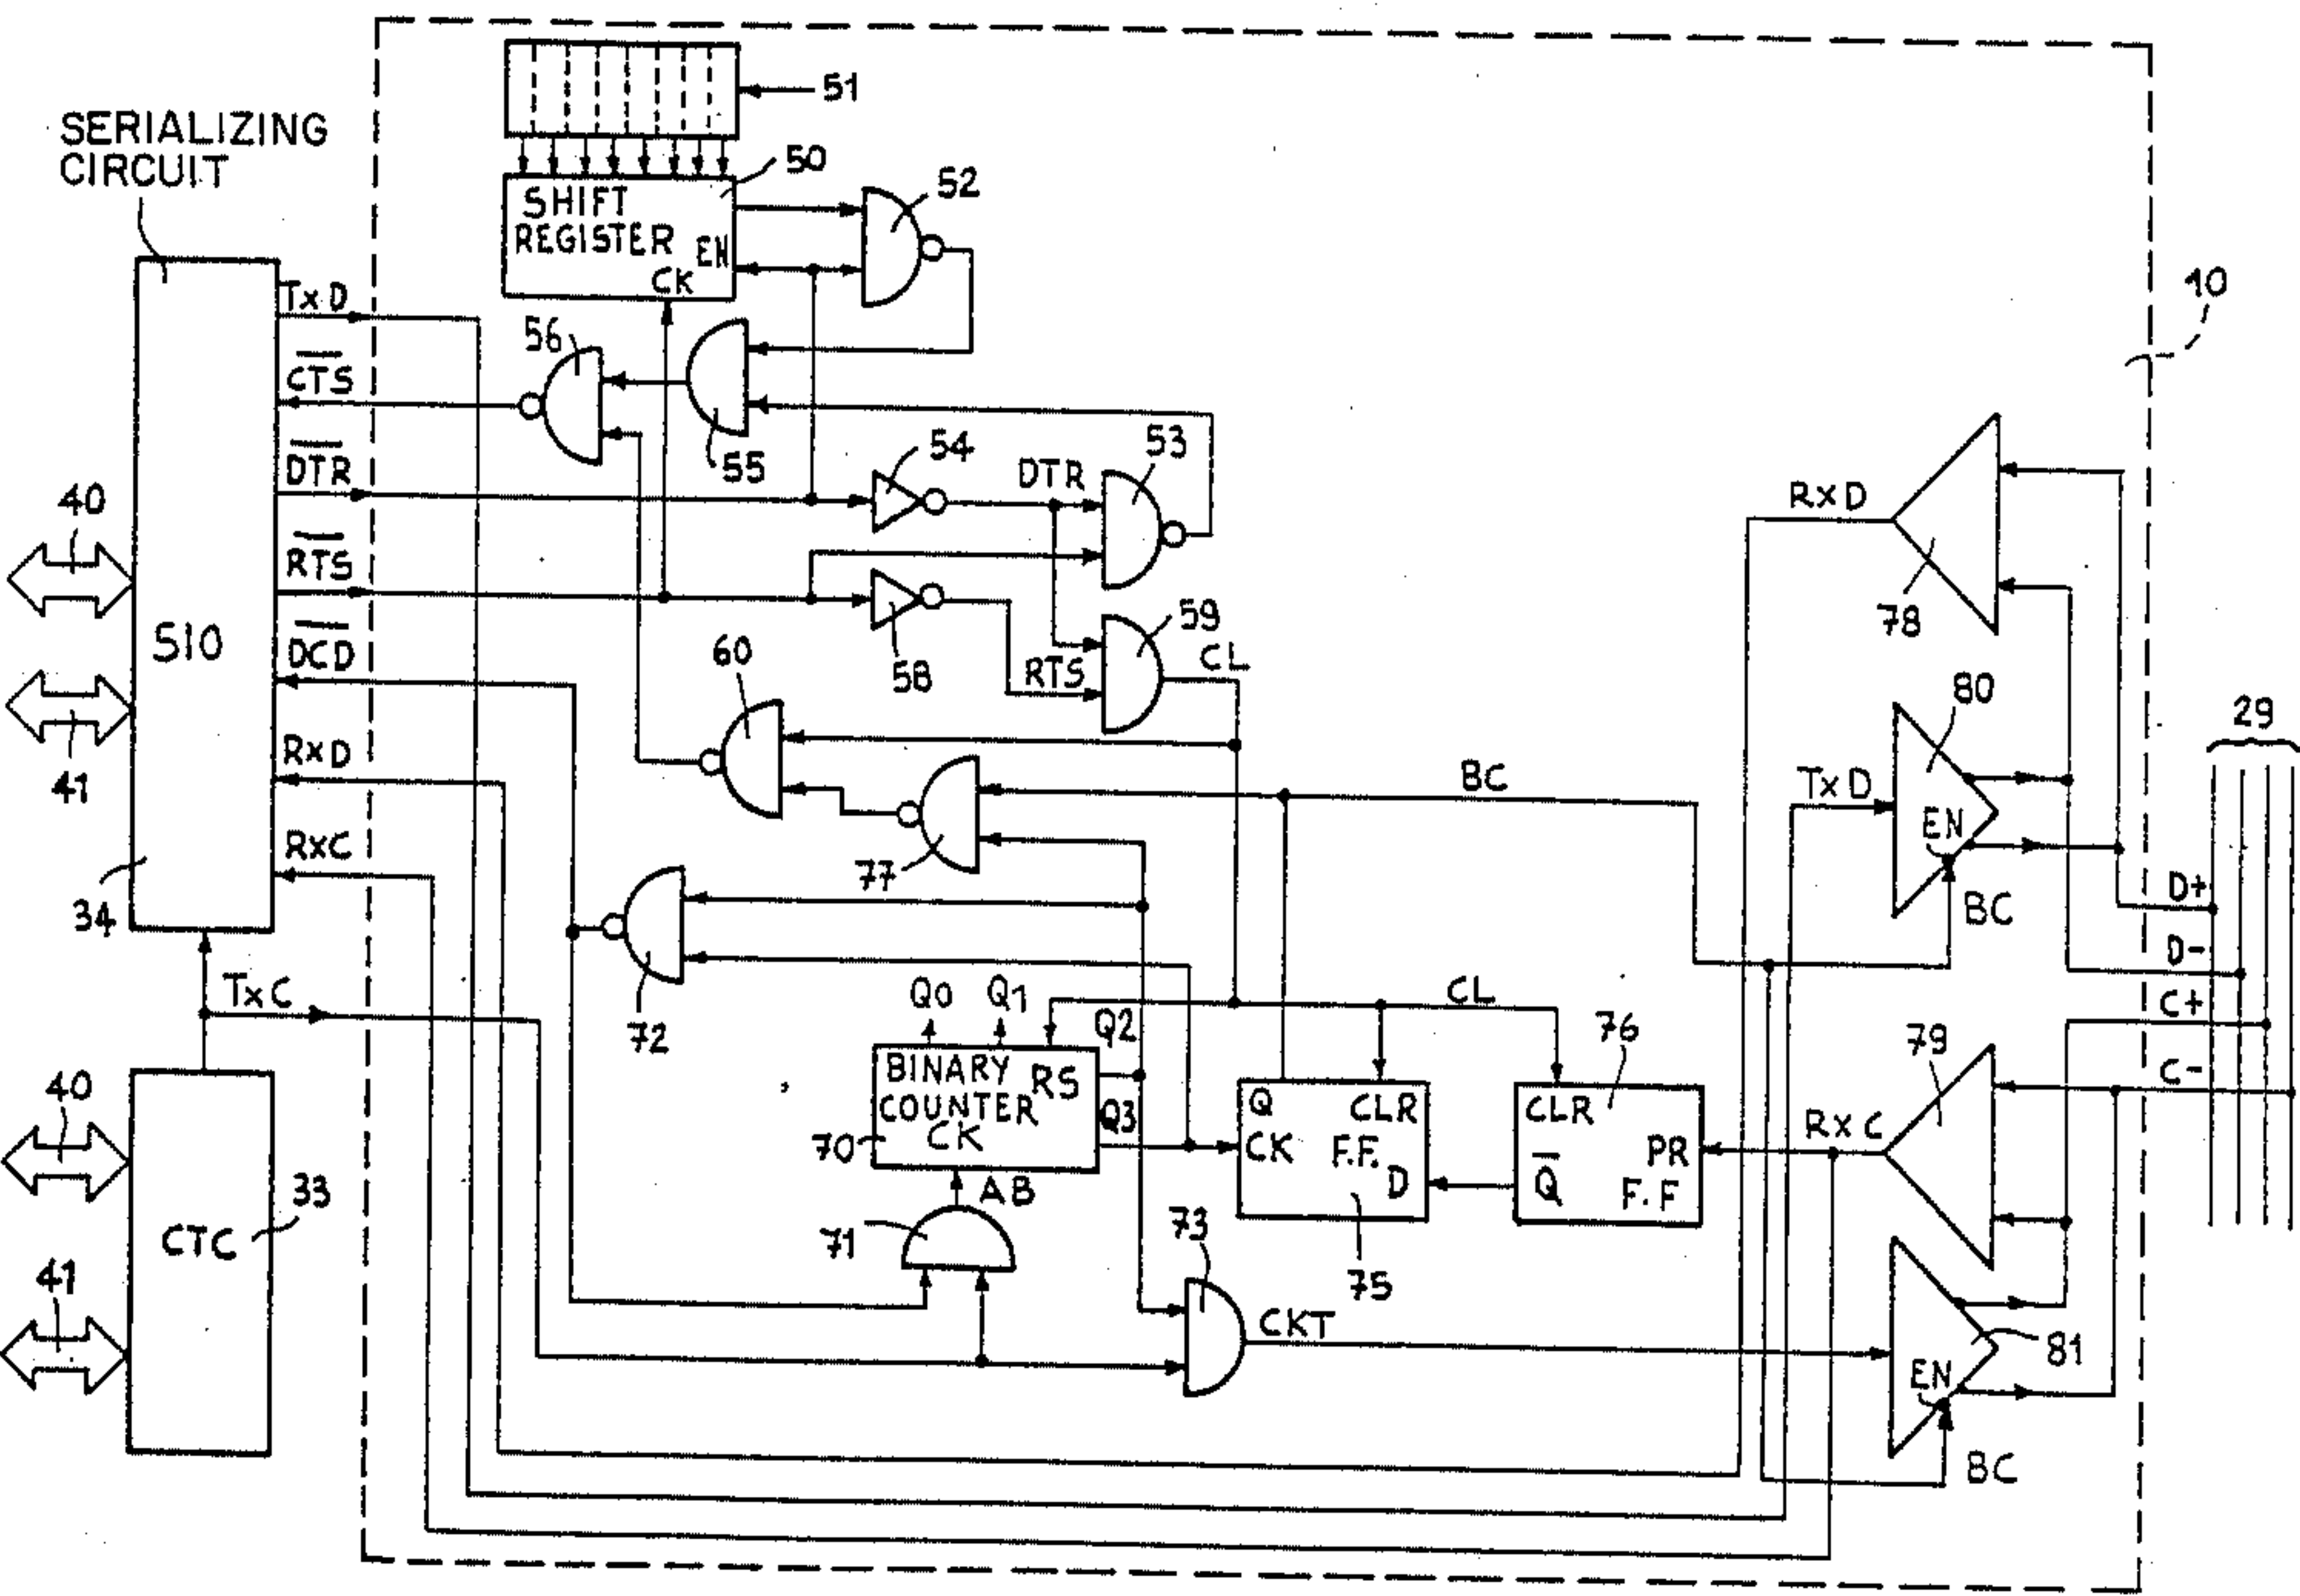 51
SERIALIZING
CIRCUIT
50
SHIFT
REGISTER
EN
CK
52
10
TxD
56
CTS
55
DTR
54
DTR
53
RxD
40
RTS
78
SIO
58
59
RTS
CL
DCD
60
80
29
41
RxD
BC
TxD
EN
RxC
77
BC
D+
34
D-
TxC
72
Q0
Q1
Q2
CL
76
C+
79
C-
40
BINARY
COUNTER
RS
CK
70
Q3
Q
CLR
CK
F.F.
D
CLR
PR
Q
F.F
RxC
33
CTC
AB
71
73
75
41
CKT
81
EN
BC